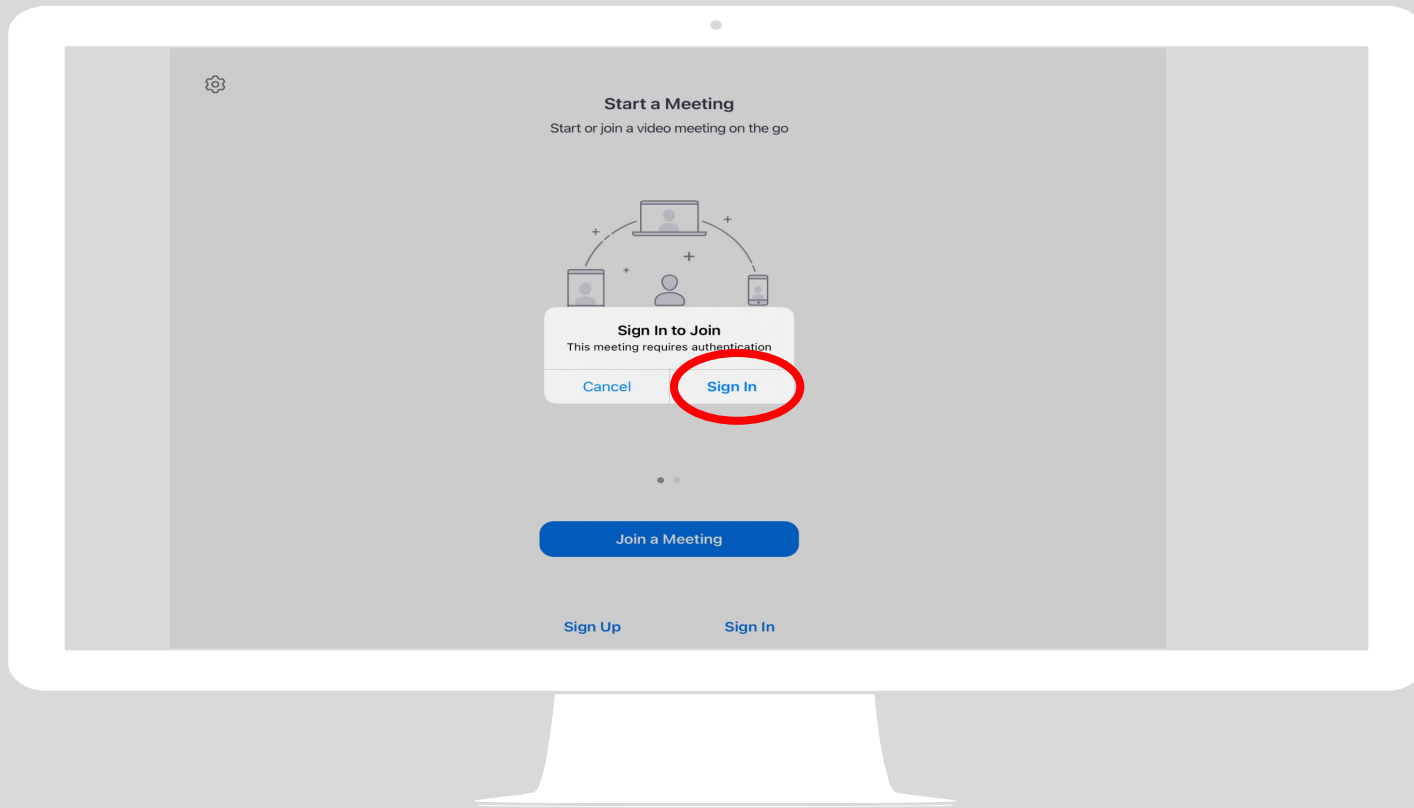 Start a Meeting
Start or join a video meeting on the go
Sign In to Join
This meeting requires authentication
Cancel Sign In
Join a Meeting
Sign Up Sign In